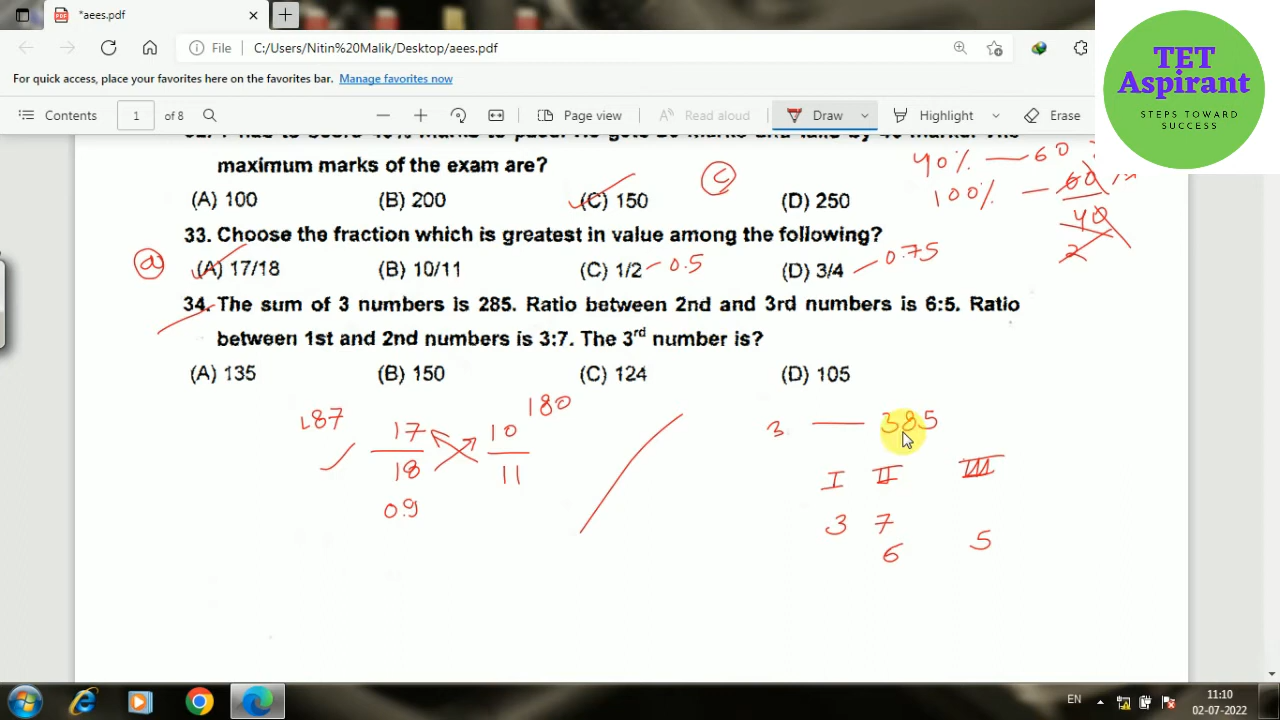 *aees.pdf
File C:/Users/Nitin%20Malik/Desktop/aees.pdf
TET
Aspirant
STEPS TOWARD
SUCCESS
For quick access, place your favorites here on the favorites bar. Manage favorites now
Contents 1 of 8 Page view Read aloud Draw Highlight Erase
maximum marks of the exam are?
(A) 100 (B) 200 (C) 150 (D) 250
C
40% — 60
100% — 60
40
2
33. Choose the fraction which is greatest in value among the following?
a
(A) 17/18 (B) 10/11 (C) 1/2 - 0.5 (D) 3/4 - 0.75
34. The sum of 3 numbers is 285. Ratio between 2nd and 3rd numbers is 6:5. Ratio
between 1st and 2nd numbers is 3:7. The 3rd number is?
(A) 135 (B) 150 (C) 124 (D) 105
187 17 10 180
18 11
09
3 — 385
I II III
3 7
6 5
EN 11:10
02-07-2022